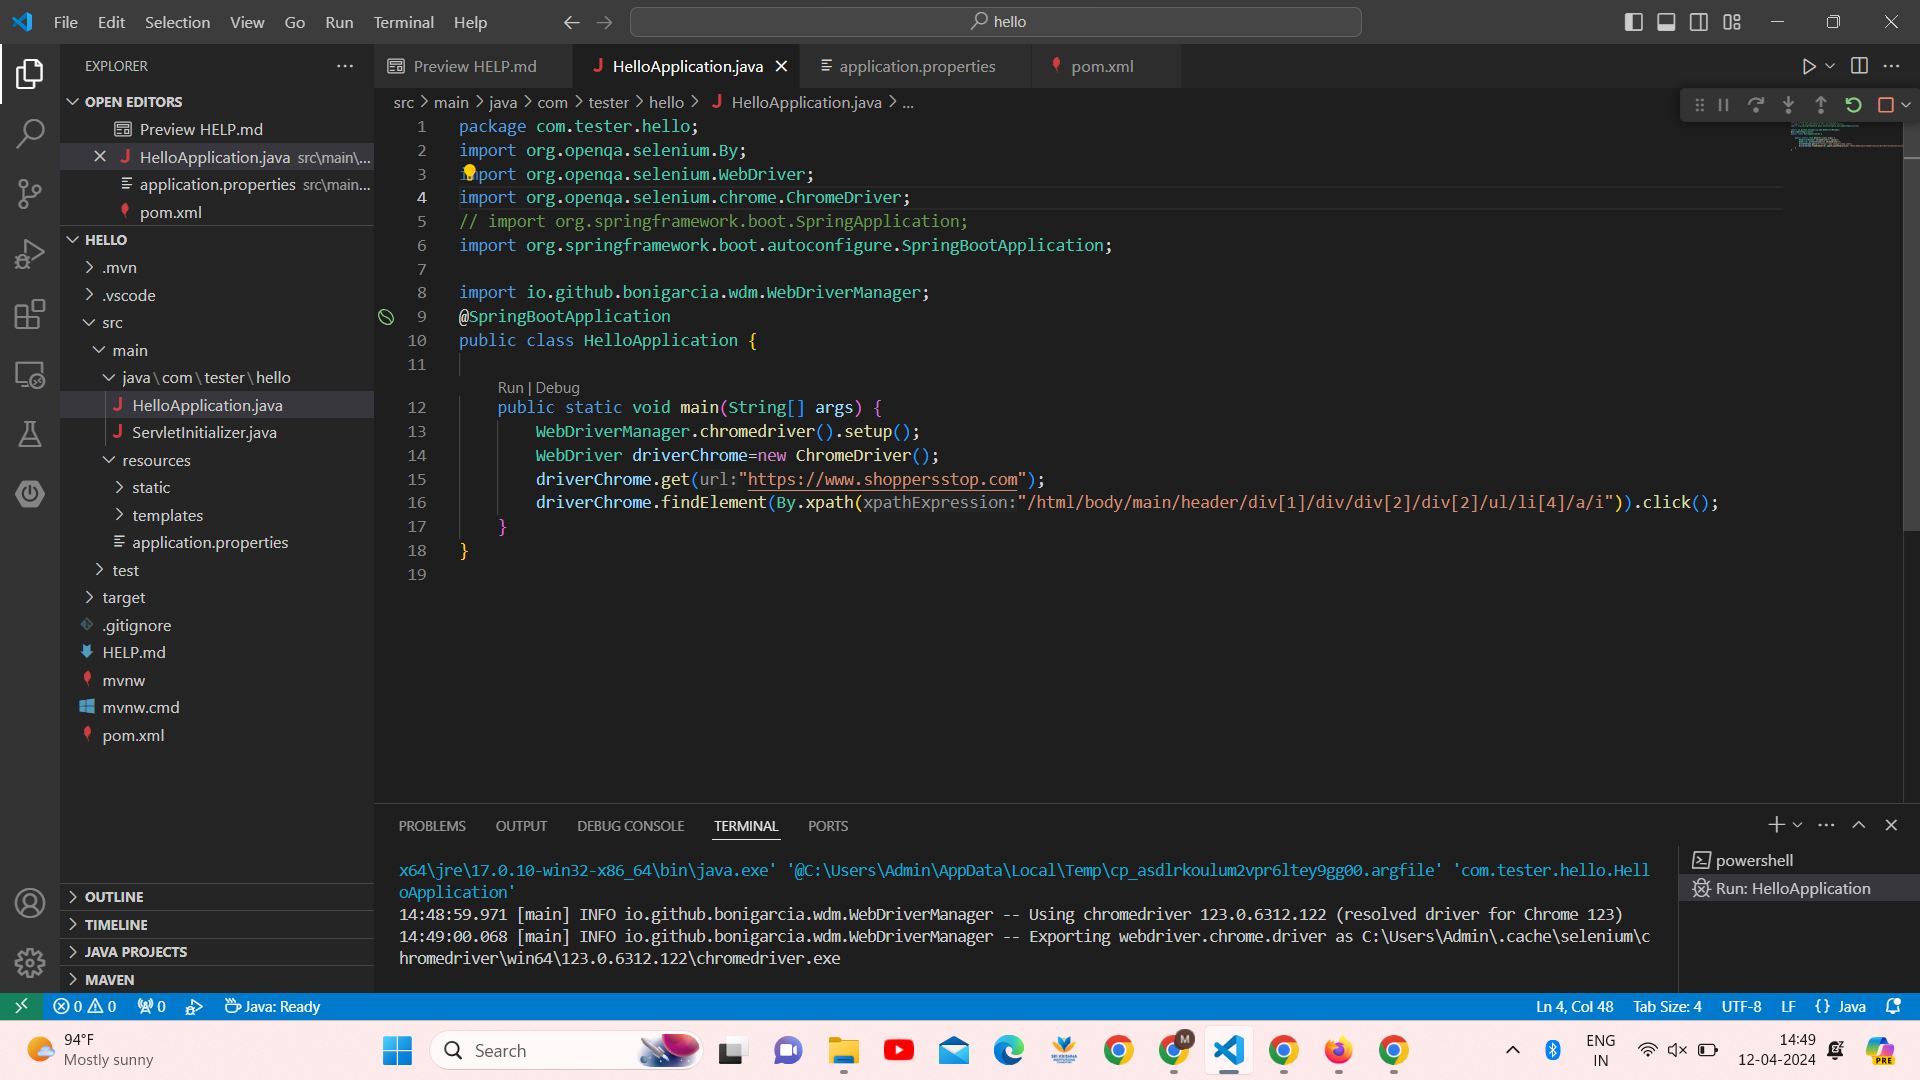 File Edit Selection View Go Run Terminal Help
hello
EXPLORER
OPEN EDITORS
Preview HELP.md
HelloApplication.java src\main\...
application.properties src\main...
pom.xml
HELLO
.mvn
.vscode
src
main
java\com\tester\hello
HelloApplication.java
ServletInitializer.java
resources
static
templates
application.properties
test
target
.gitignore
HELP.md
mvnw
mvnw.cmd
pom.xml
OUTLINE
TIMELINE
JAVA PROJECTS
MAVEN
Preview HELP.md HelloApplication.java application.properties pom.xml
src > main > java > com > tester > hello > HelloApplication.java > ...
1 package com.tester.hello;
2 import org.openqa.selenium.By;
3 import org.openqa.selenium.WebDriver;
4 import org.openqa.selenium.chrome.ChromeDriver;
5 // import org.springframework.boot.SpringApplication;
6 import org.springframework.boot.autoconfigure.SpringBootApplication;
7
8 import io.github.bonigarcia.wdm.WebDriverManager;
9 @SpringBootApplication
10 public class HelloApplication {
11
Run | Debug
12 public static void main(String[] args) {
13 WebDriverManager.chromedriver().setup();
14 WebDriver driverChrome=new ChromeDriver();
15 driverChrome.get(url:"https://www.shoppersstop.com");
16 driverChrome.findElement(By.xpath(xpathExpression:"/html/body/main/header/div[1]/div/div[2]/div[2]/ul/li[4]/a/i")).click();
17 }
18 }
19
PROBLEMS OUTPUT DEBUG CONSOLE TERMINAL PORTS
x64\jre\17.0.10-win32-x86_64\bin\java.exe' '@C:\Users\Admin\AppData\Local\Temp\cp_asdlrkoulum2vpr6ltey9gg00.argfile' 'com.tester.hello.Hell
oApplication'
14:48:59.971 [main] INFO io.github.bonigarcia.wdm.WebDriverManager -- Using chromedriver 123.0.6312.122 (resolved driver for Chrome 123)
14:49:00.068 [main] INFO io.github.bonigarcia.wdm.WebDriverManager -- Exporting webdriver.chrome.driver as C:\Users\Admin\.cache\selenium\c
hromedriver\win64\123.0.6312.122\chromedriver.exe
powershell
Run: HelloApplication
0 0 0 Java: Ready
Ln 4, Col 48 Tab Size: 4 UTF-8 LF {} Java
94°F
Mostly sunny
Search
M
ENG
IN
14:49
12-04-2024
PRE